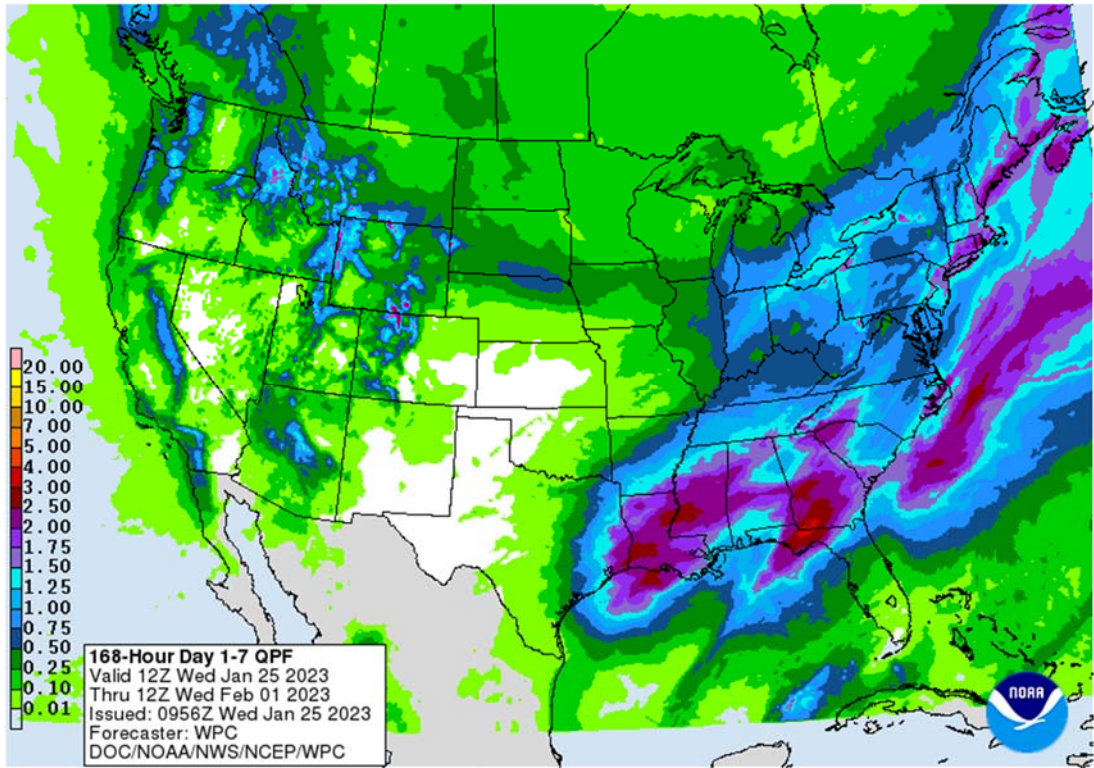 20.00
15.00
10.00
7.00
5.00
4.00
3.00
2.50
2.00
1.75
1.50
1.25
1.00
0.75
0.50
0.25
0.10
0.01
168-Hour Day 1-7 QPF
Valid 12Z Wed Jan 25 2023
Thru 12Z Wed Feb 01 2023
Issued: 0956Z Wed Jan 25 2023
Forecaster: WPC
DOC/NOAA/NWS/NCEP/WPC
NOAA